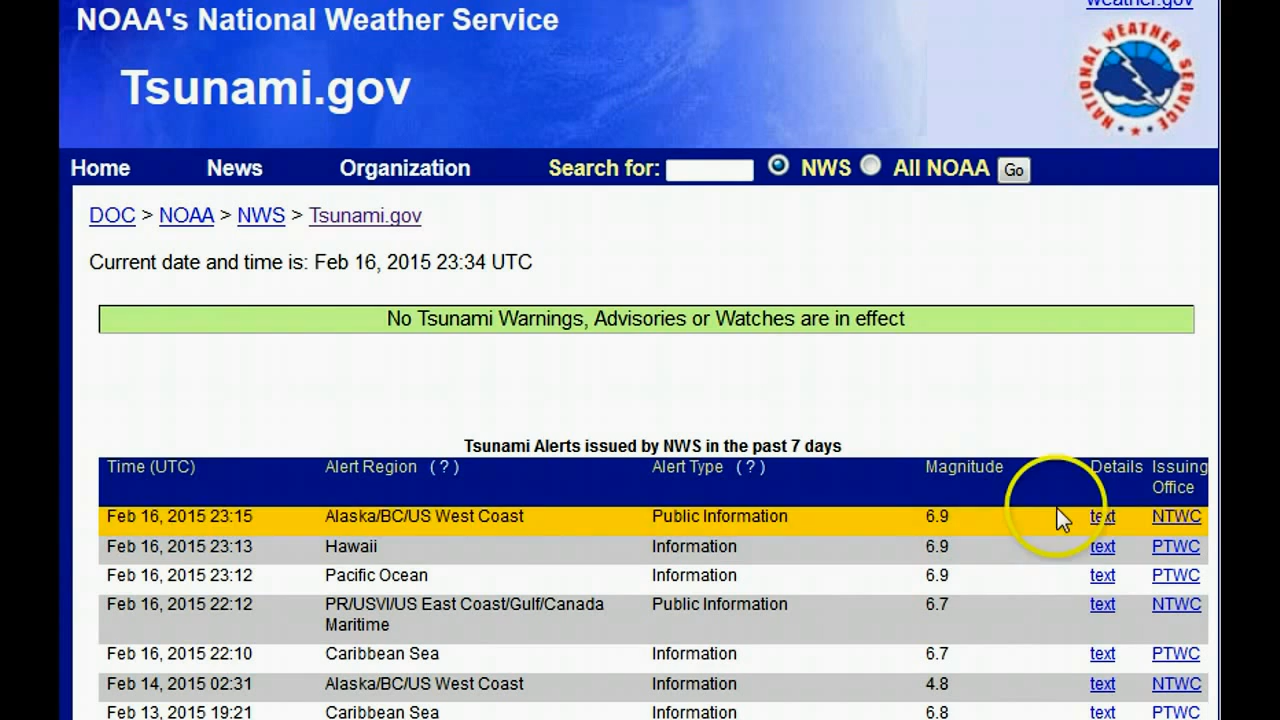 weather.gov
NOAA's National Weather Service
Tsunami.gov
NATIONAL WEATHER SERVICE
Home News Organization Search for: NWS All NOAA Go
DOC > NOAA > NWS > Tsunami.gov
Current date and time is: Feb 16, 2015 23:34 UTC
No Tsunami Warnings, Advisories or Watches are in effect
Tsunami Alerts issued by NWS in the past 7 days
Time (UTC) Alert Region ( ? ) Alert Type ( ? ) Magnitude Details Issuing
Office
Feb 16, 2015 23:15 Alaska/BC/US West Coast Public Information 6.9 text NTWC
Feb 16, 2015 23:13 Hawaii Information 6.9 text PTWC
Feb 16, 2015 23:12 Pacific Ocean Information 6.9 text PTWC
Feb 16, 2015 22:12 PR/USVI/US East Coast/Gulf/Canada Public Information 6.7 text NTWC
Maritime
Feb 16, 2015 22:10 Caribbean Sea Information 6.7 text PTWC
Feb 14, 2015 02:31 Alaska/BC/US West Coast Information 4.8 text NTWC
Feb 13, 2015 19:21 Caribbean Sea Information 6.8 text PTWC